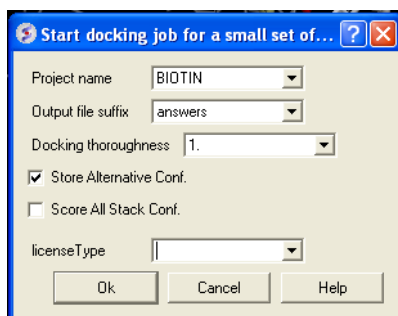 Start docking job for a small set of...
Project name BIOTIN
Output file suffix answers
Docking thoroughness 1.
Store Alternative Conf.
Score All Stack Conf.
licenseType
Ok Cancel Help